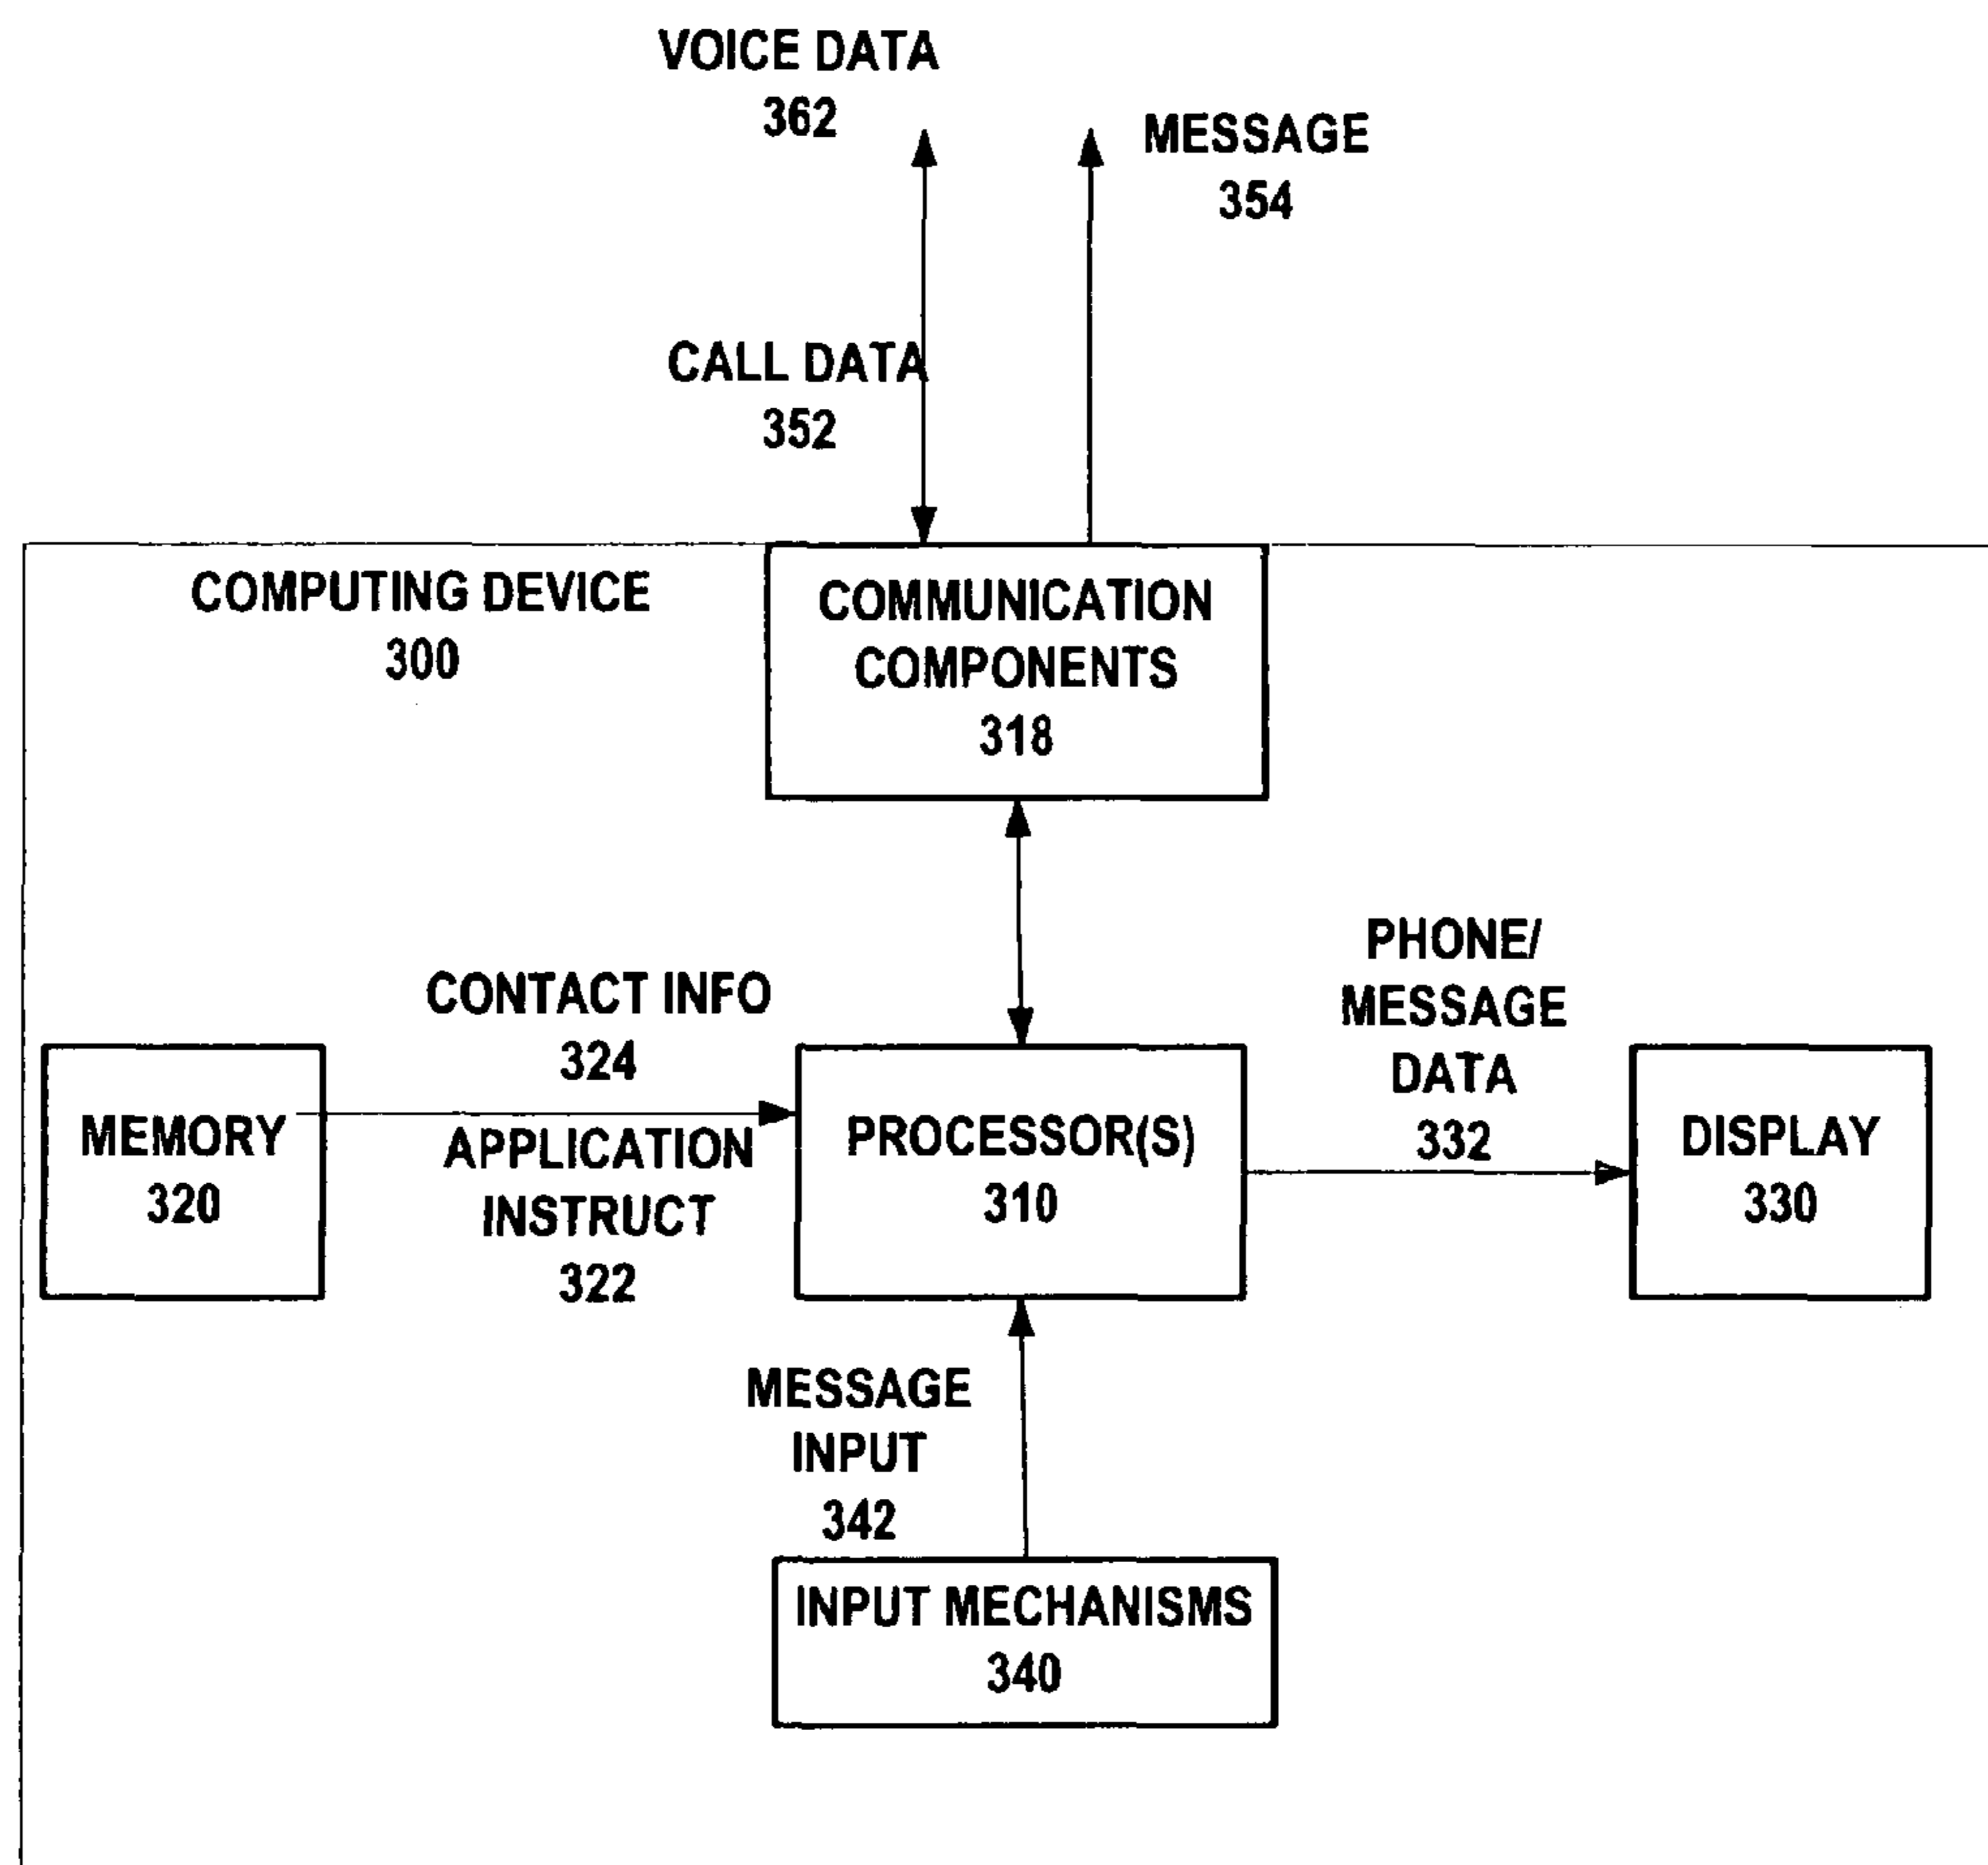 VOICE DATA
362
MESSAGE
354
CALL DATA
352
COMPUTING DEVICE
300
COMMUNICATION
COMPONENTS
318
CONTACT INFO
324
PHONE/
MESSAGE
DATA
332
MEMORY
320
APPLICATION
INSTRUCT
322
PROCESSOR(S)
310
DISPLAY
330
MESSAGE
INPUT
342
INPUT MECHANISMS
340